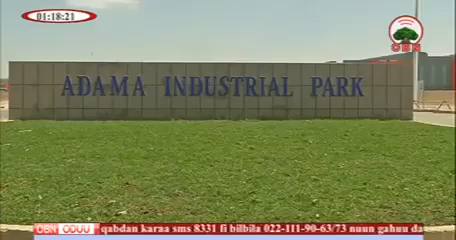 01:18:21
OBN
ADAMA INDUSTRIAL PARK
OBN ODUU qabdan karaa sms 8331 fi bilbila 022-111-90-63/73 nuun gahuu da